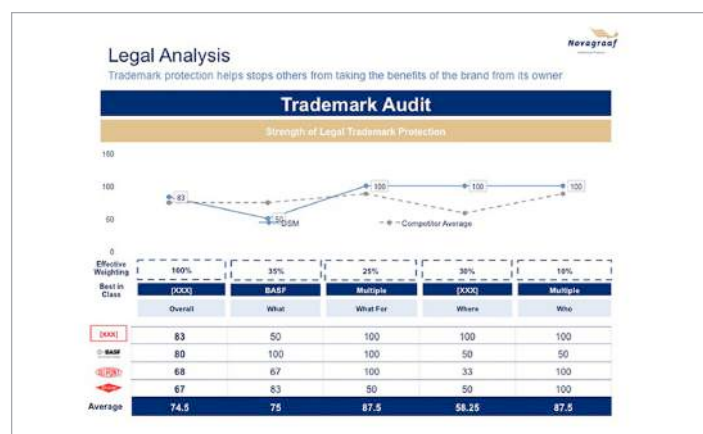 Novagraaf
Legal Analysis
Trademark protection helps stops others from taking the benefits of the brand from its owner
Trademark Audit
Strength of Legal Trademark Protection
150
100
50
0
83
50
100
100
100
DSM
Competitor Average
Effective Weighting 100% 35% 25% 30% 10%
Best in Class [XXX] BASF Multiple [XXX] Multiple
Overall What What For Where Who
[XXX] 83 50 100 100 100
BASF 80 100 100 50 50
68 67 100 33 100
67 83 50 50 100
Average 74.5 75 87.5 58.25 87.5